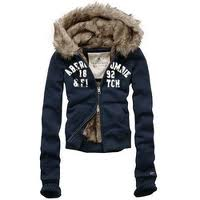 ABERCROMBIE
18 92
& FITCH